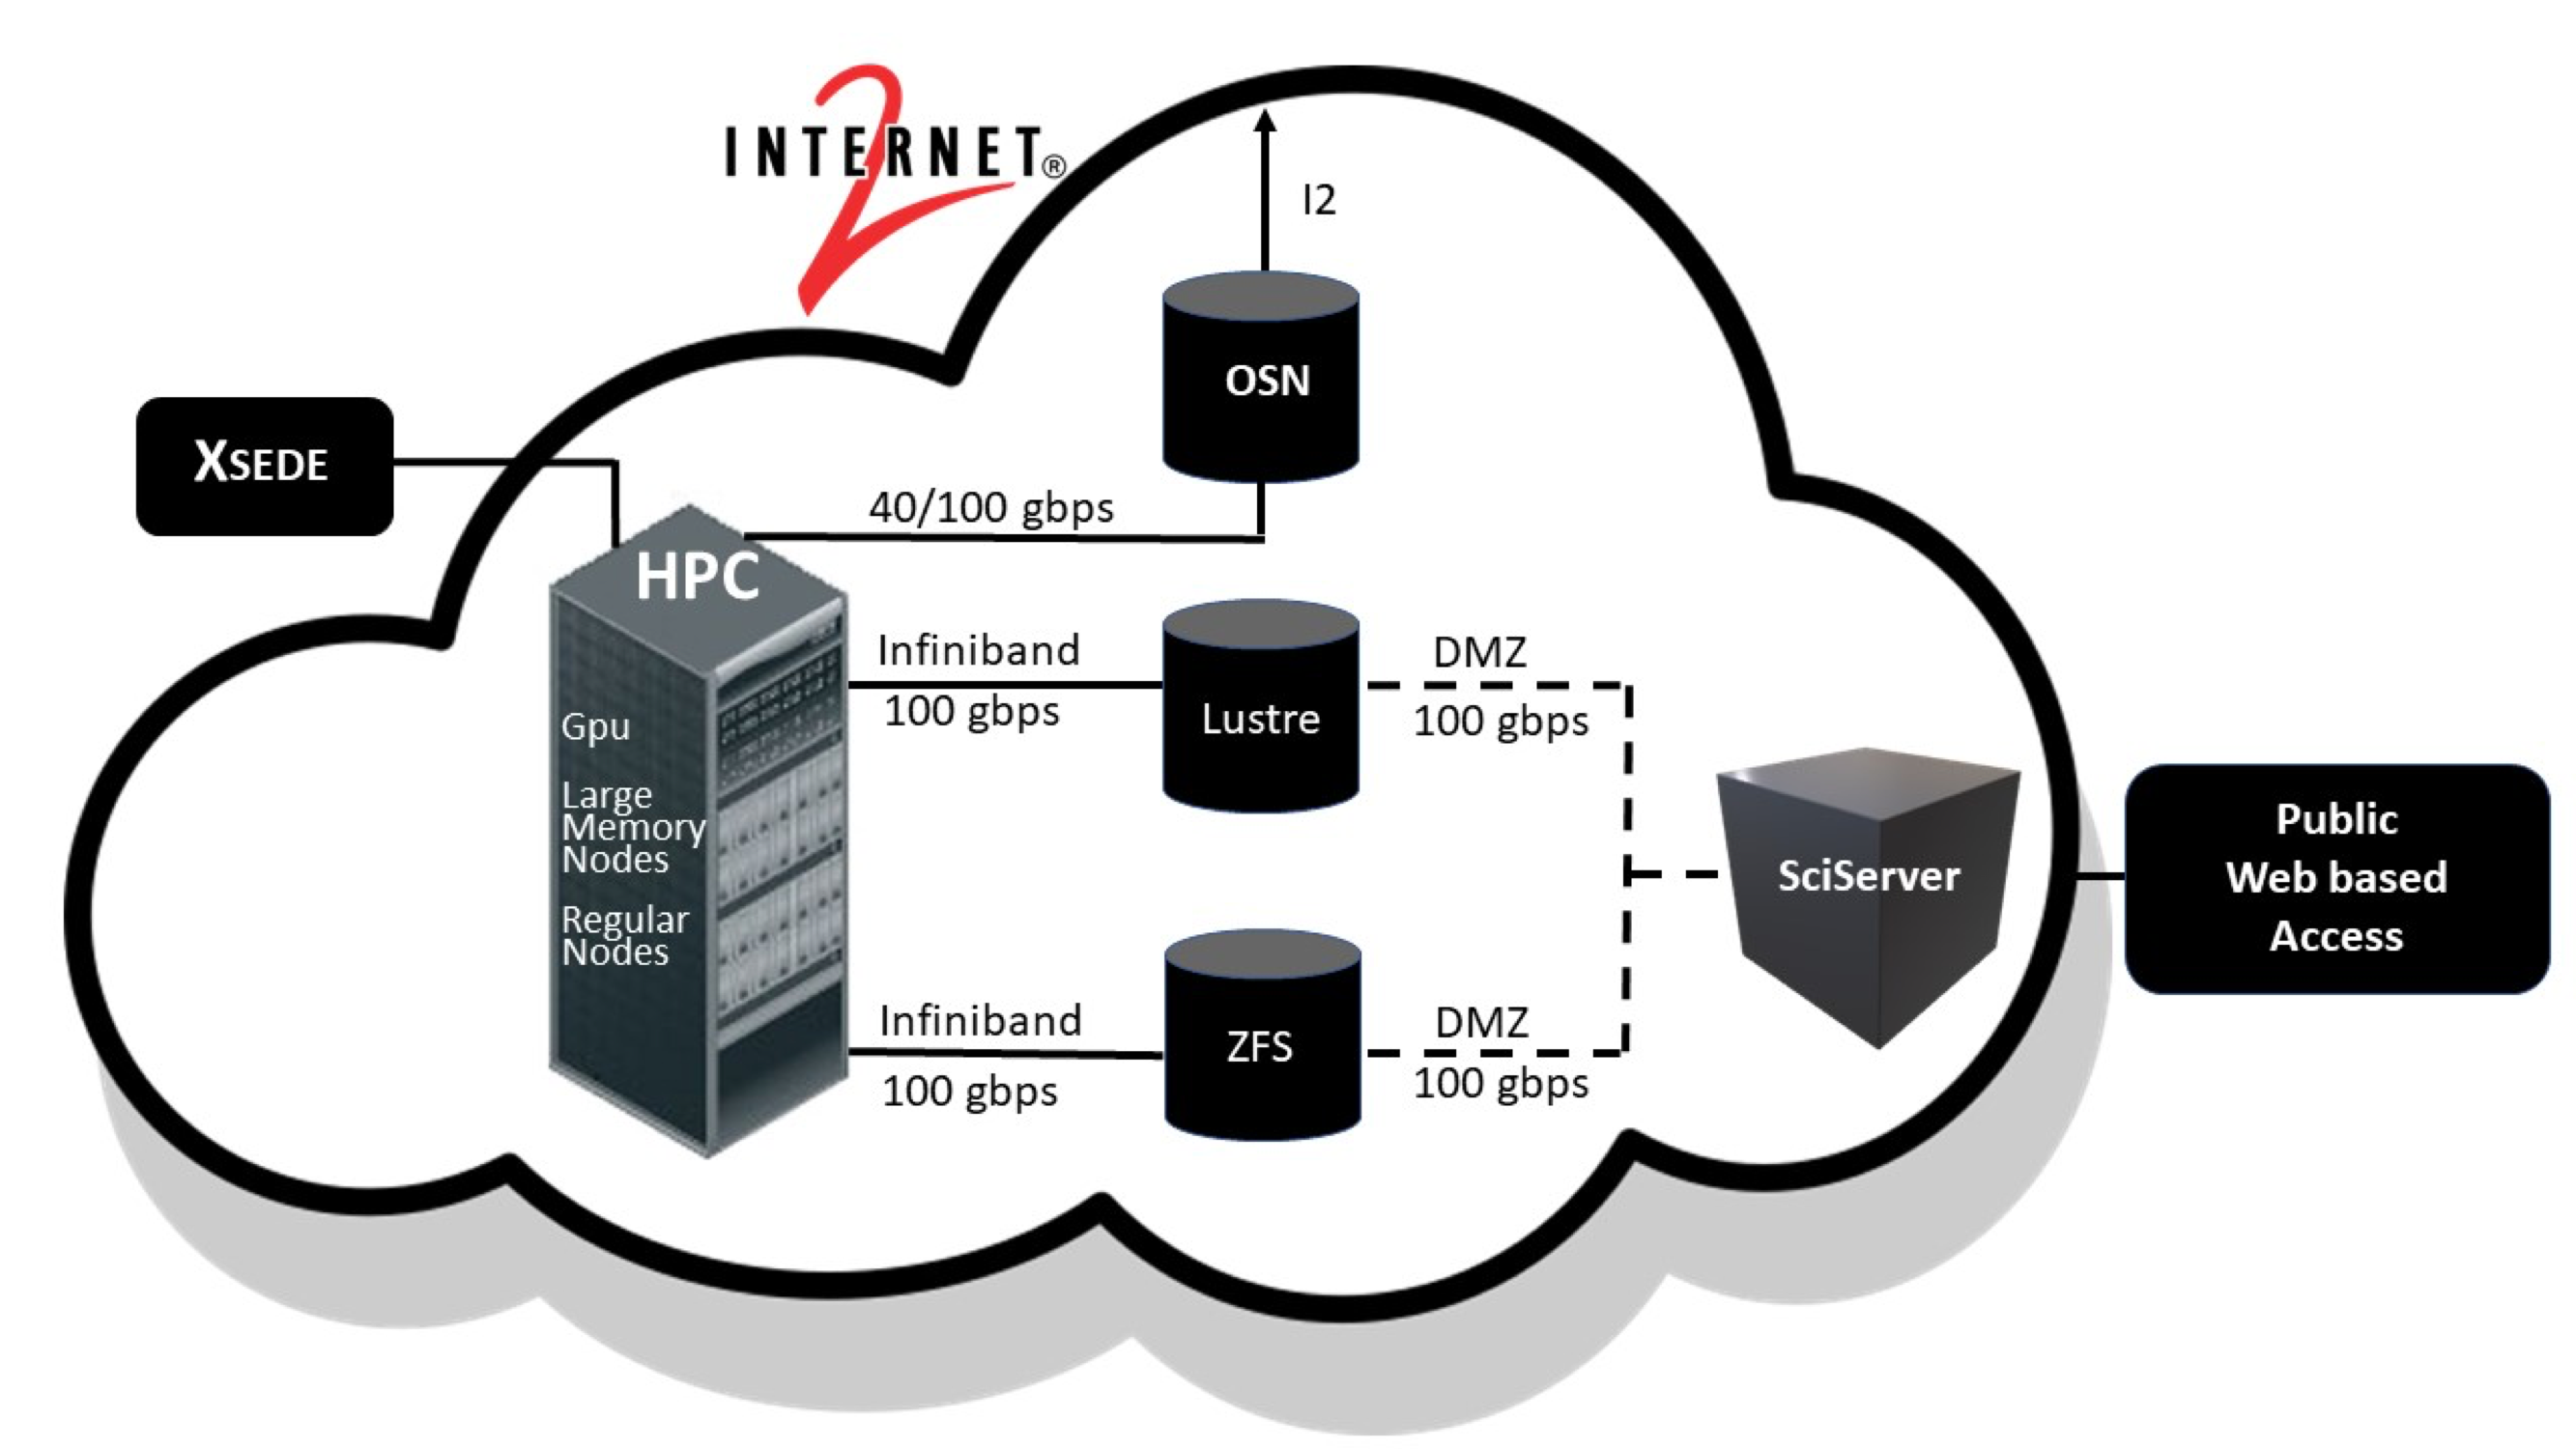 INTERNET®
2
I2
OSN
XSEDE
40/100 gbps
HPC
Infiniband
100 gbps
Lustre
DMZ
100 gbps
Gpu
Large
Memory
Nodes
Regular
Nodes
SciServer
Public
Web based
Access
Infiniband
100 gbps
ZFS
DMZ
100 gbps